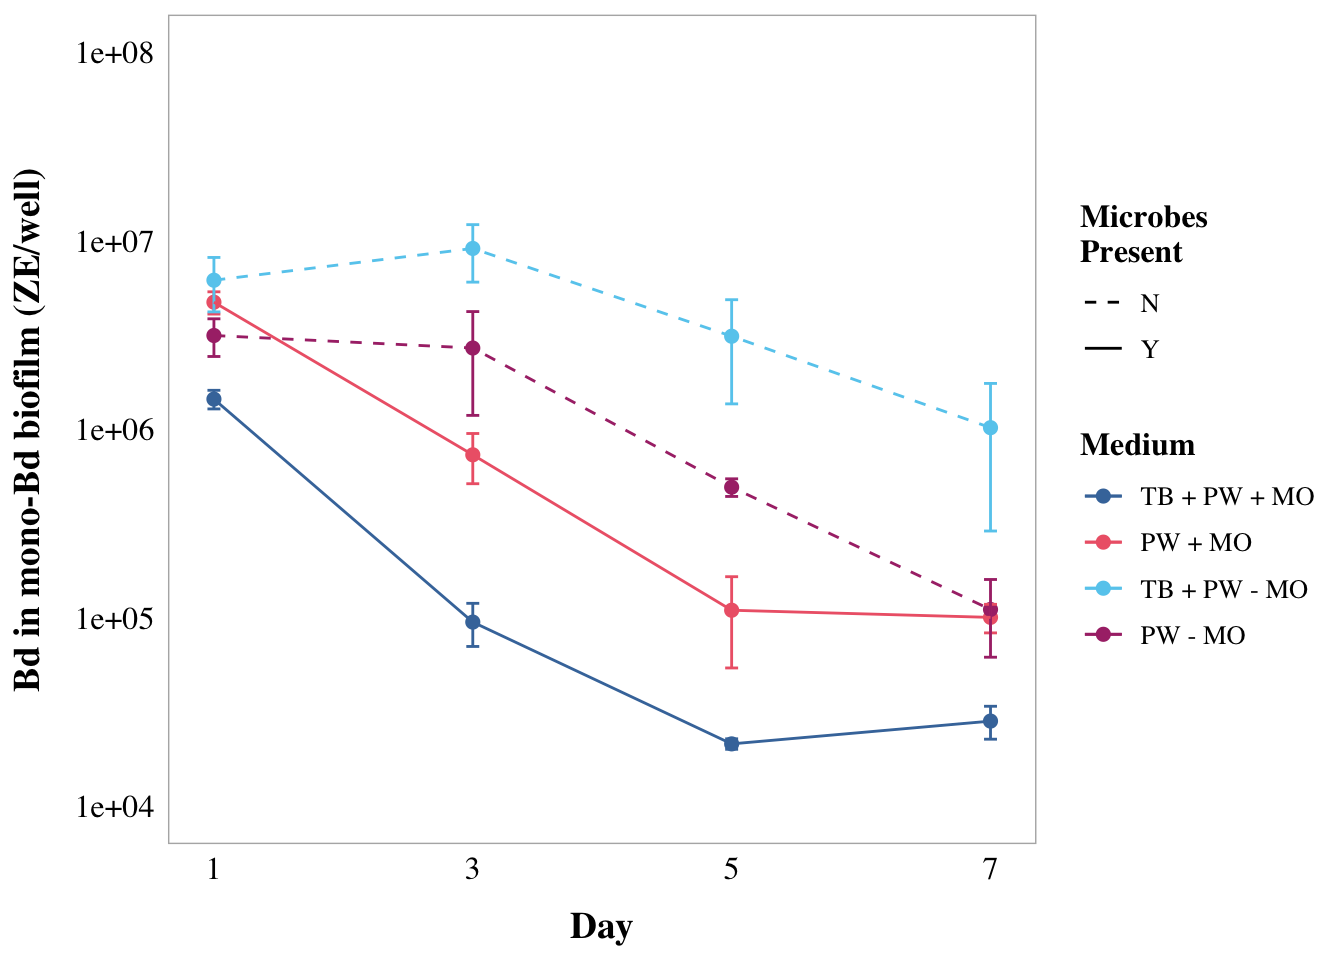 Bd in mono-Bd biofilm (ZE/well)
1e+08
1e+07
1e+06
1e+05
1e+04
1
3
5
7
Day
Microbes
Present
N
Y
Medium
TB + PW + MO
PW + MO
TB + PW - MO
PW - MO